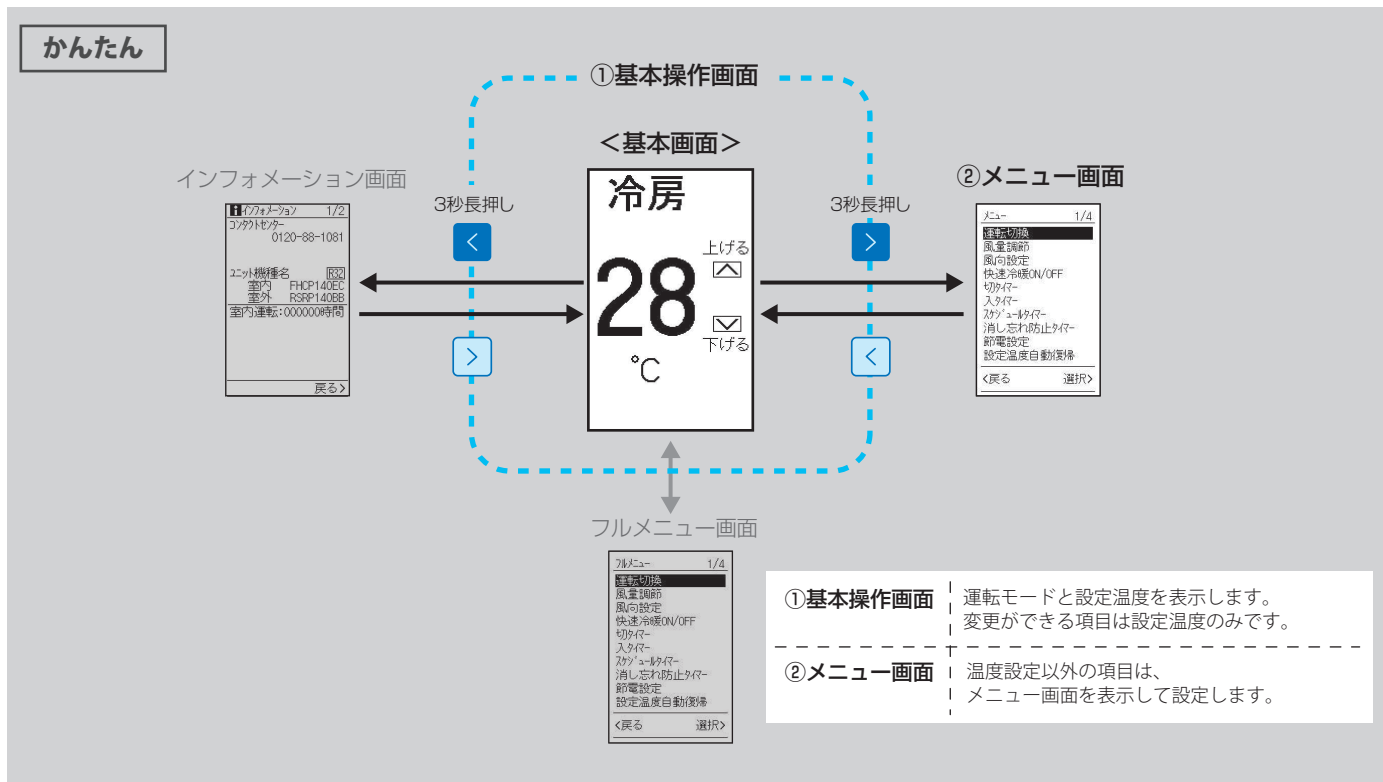 かんたん
①基本操作画面
＜基本画面＞
冷房
28
℃
上げる
下げる
インフォメーション画面
3秒長押し
<
>
インフォメーション 1/2
コンタクトセンター
0120-88-1081
ユニット機種名 R32
室内 FHCP140EC
室外 RSRP140BB
室内運転:000000時間
戻る>
3秒長押し
>
<
②メニュー画面
メニュー 1/4
運転切換
風量調節
風向設定
快速冷暖ON/OFF
切タイマー
入タイマー
スケジュールタイマー
消し忘れ防止タイマー
節電設定
設定温度自動復帰
<戻る 選択>
フルメニュー画面
フルメニュー 1/4
運転切換
風量調節
風向設定
快速冷暖ON/OFF
切タイマー
入タイマー
スケジュールタイマー
消し忘れ防止タイマー
節電設定
設定温度自動復帰
<戻る 選択>
①基本操作画面
運転モードと設定温度を表示します。
変更ができる項目は設定温度のみです。
②メニュー画面
温度設定以外の項目は、
メニュー画面を表示して設定します。